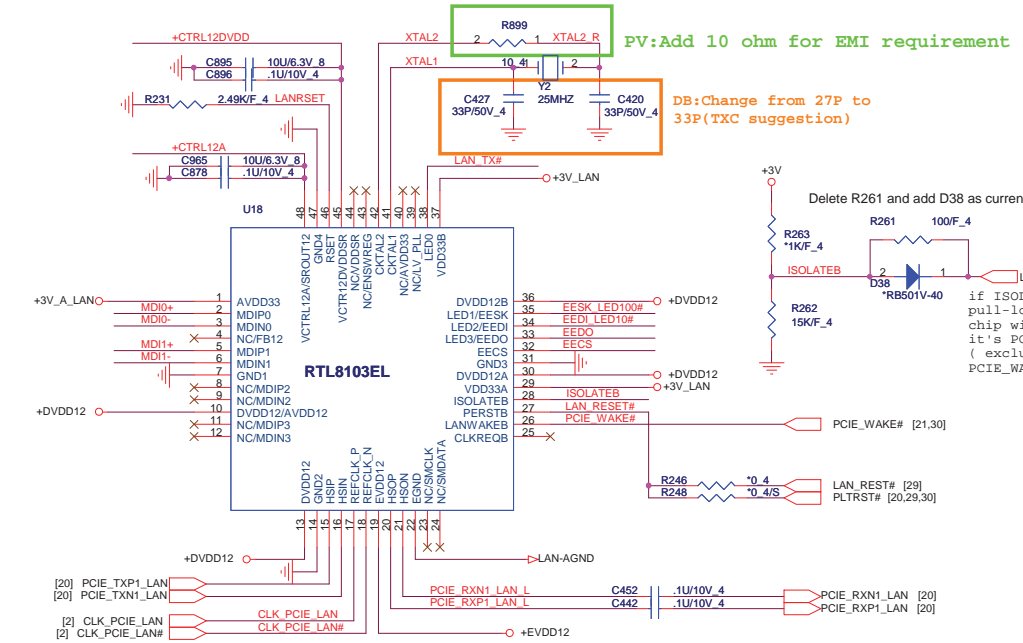 R899
+CTRL12DVDD
XTAL2
2
1
XTAL2_R
PV:Add 10 ohm for EMI requirement
C895
10U/6.3V_8
XTAL1
10_4
1
2
C896
.1U/10V_4
Y2
R231
2.49K/F_4
LANRSET
C427
25MHZ
C420
33P/50V_4
33P/50V_4
DB:Change from 27P to
33P(TXC suggestion)
+CTRL12A
C965
10U/6.3V_8
LAN_TX#
C878
.1U/10V_4
+3V_LAN
+3V
Delete R261 and add D38 as curren
U18
48
47
46
45
44
43
42
41
40
39
38
37
VCTRL12A/SROUT12
GND4
RSET
VCTR12DVDDSR
NC/VDDSR
NC/ENSWREG
CKTAL2
CKTAL1
NC/AVDD33
NC/LV_PLL
LED0
VDD33B
R263
*1K/F_4
R261
100/F_4
ISOLATEB
2
1
D38
*RB501V-40
R262
15K/F_4
if ISOL
pull-lo
chip wi
it's PC
( exclu
PCIE_WA
+3V_A_LAN
1
AVDD33
MDI0+
2
MDIP0
MDI0-
3
MDIN0
4
NC/FB12
MDI1+
5
MDIP1
MDI1-
6
MDIN1
7
GND1
8
NC/MDIP2
9
NC/MDIN2
+DVDD12
10
DVDD12/AVDD12
11
NC/MDIP3
12
NC/MDIN3
RTL8103EL
DVDD12B
36
+DVDD12
LED1/EESK
35
EESK_LED100#
LED2/EEDI
34
EEDI_LED10#
LED3/EEDO
33
EEDO
EECS
32
EECS
GND3
31
DVDD12A
30
+DVDD12
VDD33A
29
+3V_LAN
ISOLATEB
28
ISOLATEB
PERSTB
27
LAN_RESET#
LANWAKEB
26
PCIE_WAKE#
PCIE_WAKE# [21,30]
CLKREQB
25
DVDD12
GND2
HSIP
HSIN
REFCLK_P
REFCLK_N
EVDD12
HSOP
HSON
EGND
NC/SMCLK
NC/SMDATA
13
14
15
16
17
18
19
20
21
22
23
24
R246
*0_4
LAN_REST# [29]
R248
*0_4/S
PLTRST# [20,29,30]
+DVDD12
LAN-AGND
[20] PCIE_TXP1_LAN
[20] PCIE_TXN1_LAN
PCIE_RXN1_LAN_L
C452
.1U/10V_4
PCIE_RXN1_LAN [20]
PCIE_RXP1_LAN_L
C442
.1U/10V_4
PCIE_RXP1_LAN [20]
[2] CLK_PCIE_LAN
CLK_PCIE_LAN
[2] CLK_PCIE_LAN#
CLK_PCIE_LAN#
+EVDD12